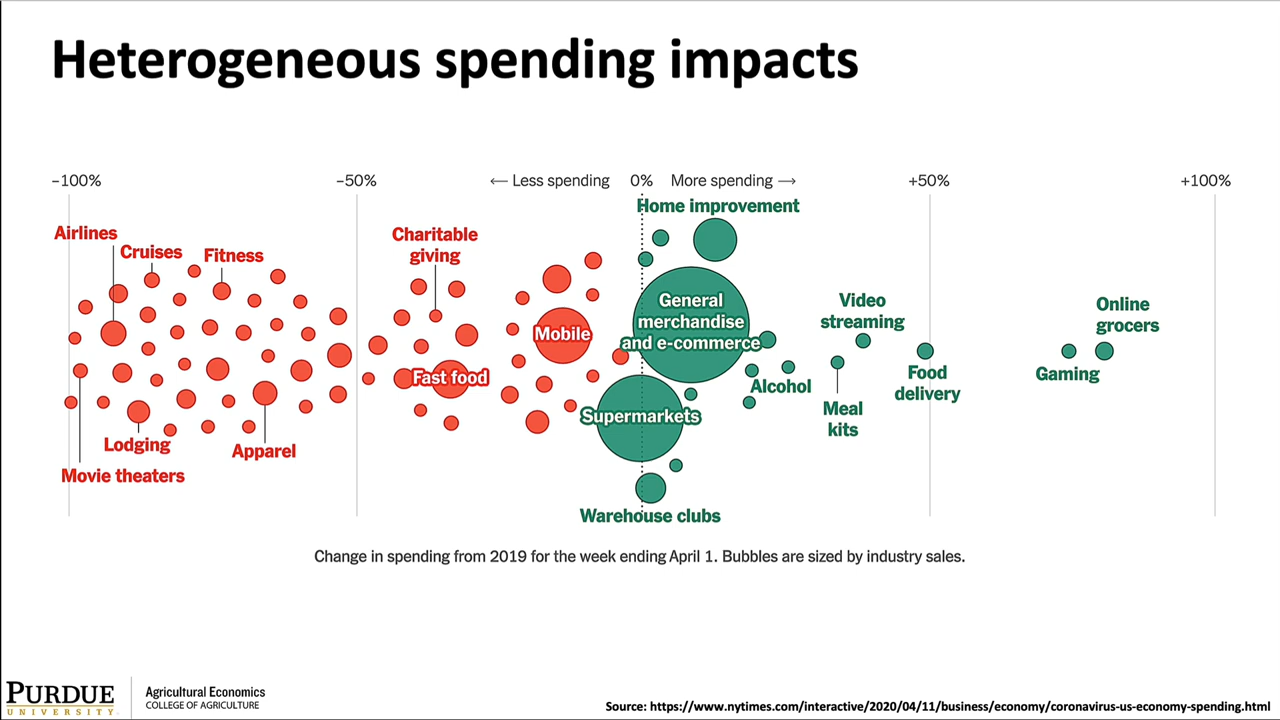 Heterogeneous spending impacts
−100%
−50%
← Less spending
0%
More spending →
+50%
+100%
Home improvement
Airlines
Cruises
Fitness
Charitable
giving
General
merchandise
and e-commerce
Video
streaming
Online
grocers
Mobile
Fast food
Alcohol
Food
delivery
Gaming
Meal
kits
Supermarkets
Lodging
Apparel
Movie theaters
Warehouse clubs
Change in spending from 2019 for the week ending April 1. Bubbles are sized by industry sales.
PURDUE
UNIVERSITY
Agricultural Economics
COLLEGE OF AGRICULTURE
Source: https://www.nytimes.com/interactive/2020/04/11/business/economy/coronavirus-us-economy-spending.html